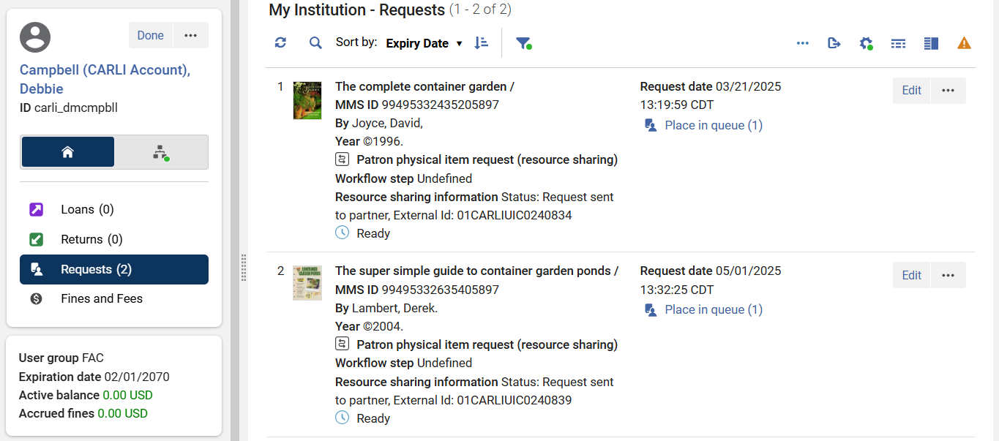 Done
Campbell (CARLI Account),
Debbie
ID carli_dmcmpbll
Loans (0)
Returns (0)
Requests (2)
Fines and Fees
User group FAC
Expiration date 02/01/2070
Active balance 0.00 USD
Accrued fines 0.00 USD
My Institution - Requests (1 - 2 of 2)
Sort by: Expiry Date
1
The complete container garden /
MMS ID 99495332435205897
By Joyce, David,
Year ©1996.
Patron physical item request (resource sharing)
Workflow step Undefined
Resource sharing information Status: Request sent
to partner, External Id: 01CARLIUIC0240834
Ready
Request date 03/21/2025
13:19:59 CDT
Place in queue (1)
Edit
2
The super simple guide to container garden ponds /
MMS ID 99495332635405897
By Lambert, Derek.
Year ©2004.
Patron physical item request (resource sharing)
Workflow step Undefined
Resource sharing information Status: Request sent
to partner, External Id: 01CARLIUIC0240839
Ready
Request date 05/01/2025
13:32:25 CDT
Place in queue (1)
Edit